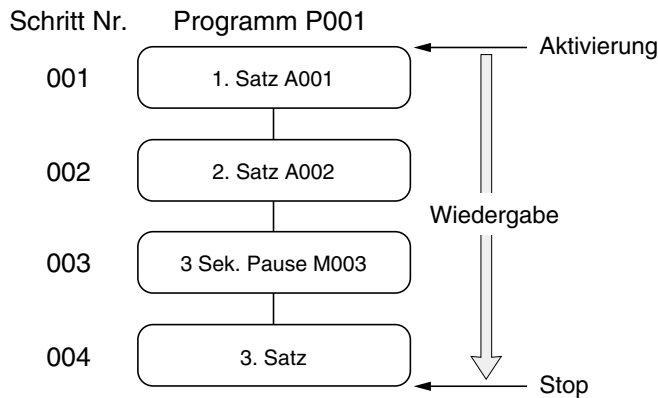 Schritt Nr. Programm P001
Aktivierung
001 1. Satz A001
002 2. Satz A002
Wiedergabe
003 3 Sek. Pause M003
004 3. Satz
Stop